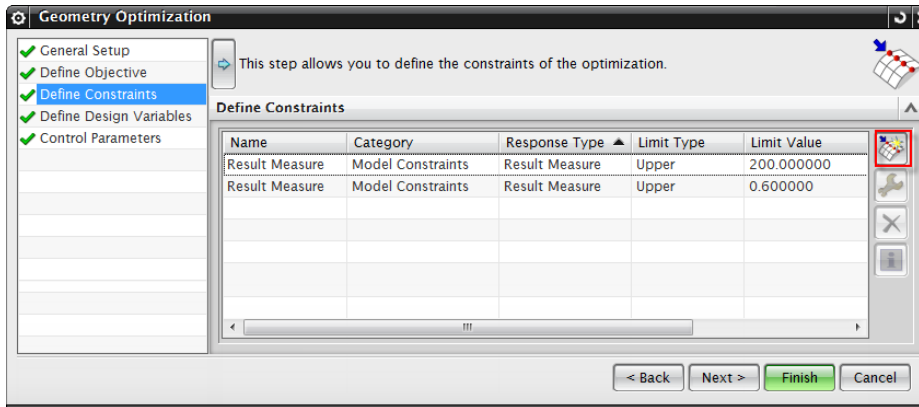 Geometry Optimization
General Setup
Define Objective
Define Constraints
Define Design Variables
Control Parameters
This step allows you to define the constraints of the optimization.
Define Constraints
Name Category Response Type Limit Type Limit Value
Result Measure Model Constraints Result Measure Upper 200.000000
Result Measure Model Constraints Result Measure Upper 0.600000
< Back Next > Finish Cancel